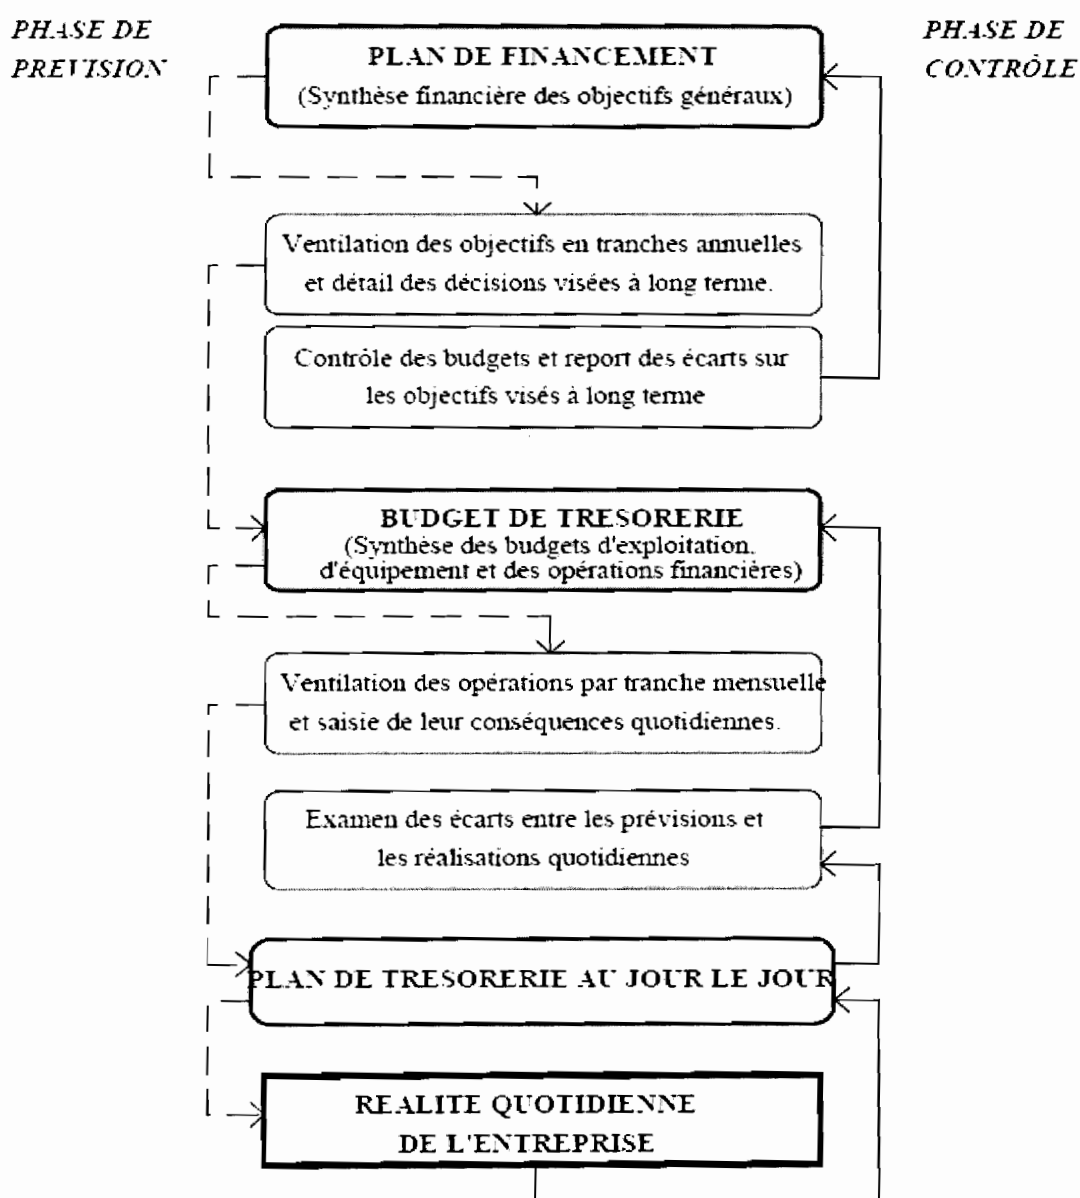 PHASE DE
PREVISION
PHASE DE
CONTRÔLE
PLAN DE FINANCEMENT
(Synthèse financière des objectifs généraux)
Ventilation des objectifs en tranches annuelles
et détail des décisions visées à long terme.
Contrôle des budgets et report des écarts sur
les objectifs visés à long terme
BUDGET DE TRESORERIE
(Synthèse des budgets d'exploitation,
d'équipement et des opérations financières)
Ventilation des opérations par tranche mensuelle
et saisie de leur conséquences quotidiennes.
Examen des écarts entre les prévisions et
les réalisations quotidiennes
PLAN DE TRESORERIE AU JOUR LE JOUR
REALITE QUOTIDIENNE
DE L'ENTREPRISE